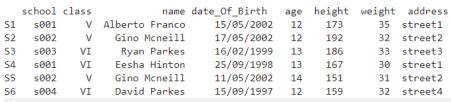 school class name date_Of_Birth age height weight address
S1 s001 V Alberto Franco 15/05/2002 12 173 35 street1
S2 s002 V Gino Mcneill 17/05/2002 12 192 32 street2
S3 s003 VI Ryan Parkes 16/02/1999 13 186 33 street3
S4 s001 VI Eesha Hinton 25/09/1998 13 167 30 street1
S5 s002 V Gino Mcneill 11/05/2002 14 151 31 street2
S6 s004 VI David Parkes 15/09/1997 12 159 32 street4